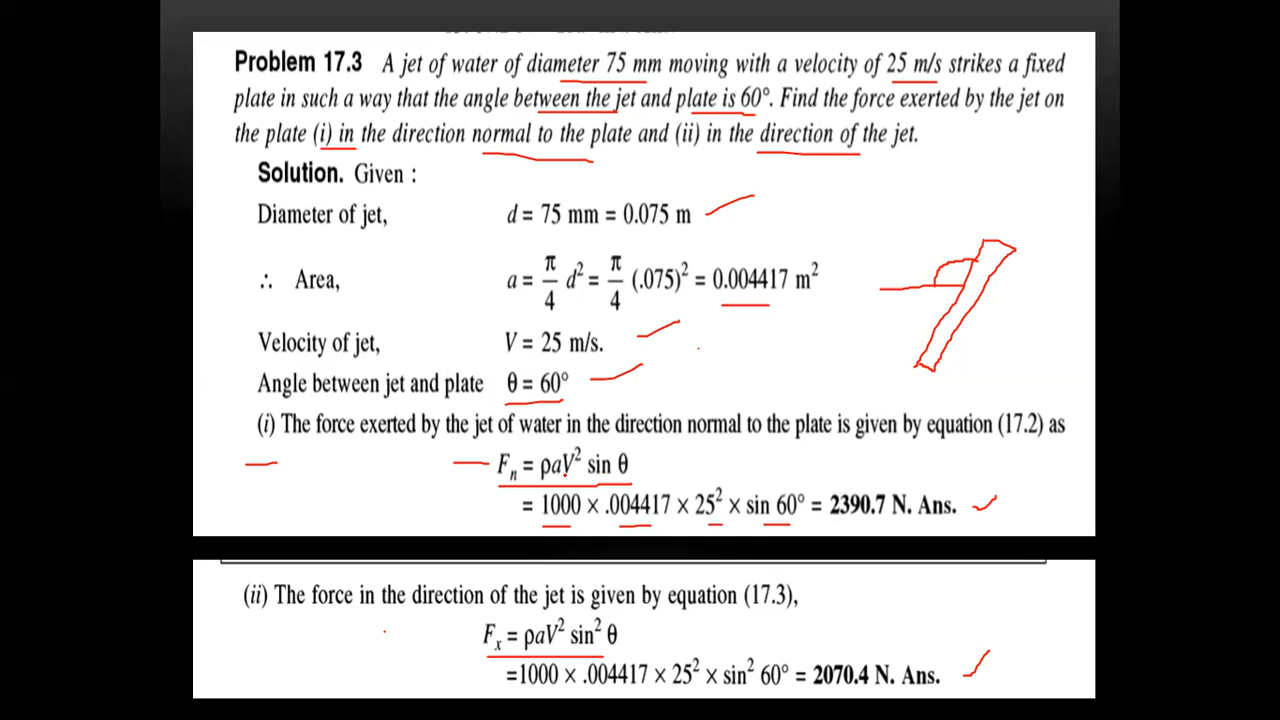 Problem 17.3 A jet of water of diameter 75 mm moving with a velocity of 25 m/s strikes a fixed
plate in such a way that the angle between the jet and plate is 60°. Find the force exerted by the jet on
the plate (i) in the direction normal to the plate and (ii) in the direction of the jet.
Solution. Given :
Diameter of jet, d = 75 mm = 0.075 m
∴ Area, a = π/4 d² = π/4 (.075)² = 0.004417 m²
Velocity of jet, V = 25 m/s.
Angle between jet and plate θ = 60°
(i) The force exerted by the jet of water in the direction normal to the plate is given by equation (17.2) as
Fₙ = ρaV² sin θ
= 1000 × .004417 × 25² × sin 60° = 2390.7 N. Ans.
(ii) The force in the direction of the jet is given by equation (17.3),
Fₓ = ρaV² sin² θ
=1000 × .004417 × 25² × sin² 60° = 2070.4 N. Ans.